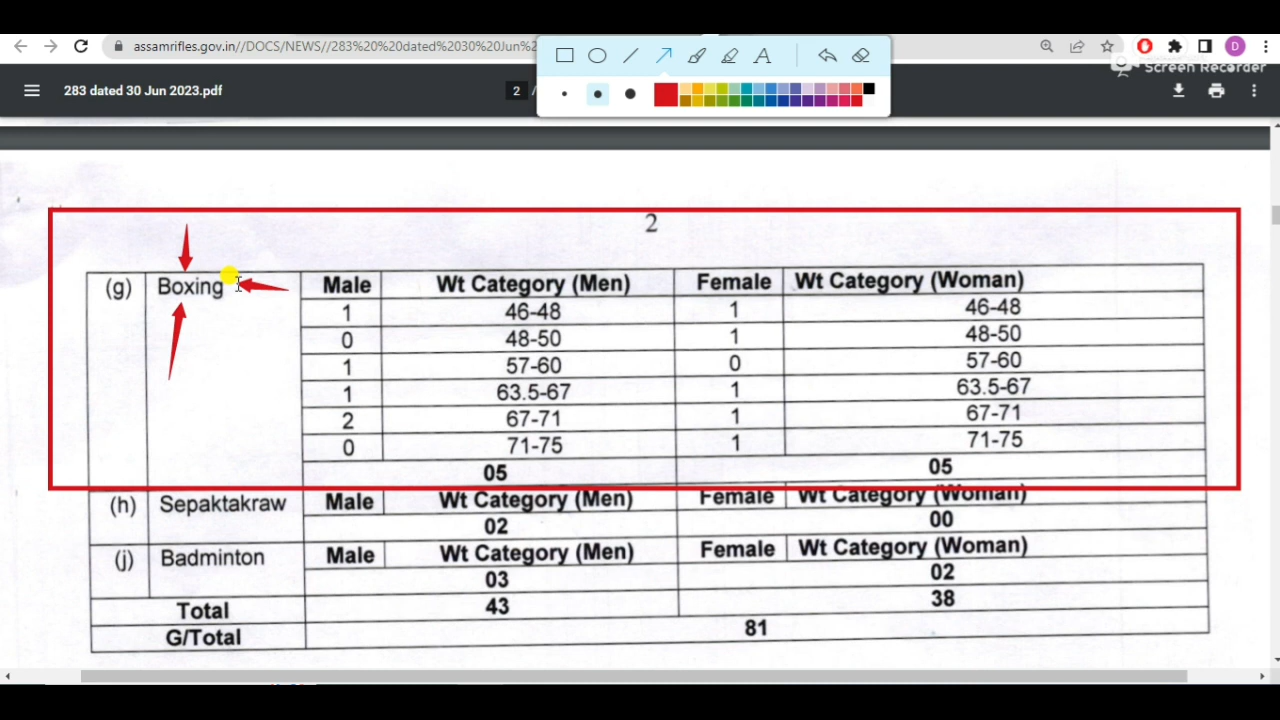 assamrifles.gov.in//DOCS/NEWS//283%20%20dated%2030%20Jun%2
A
D
Screen Recorder
283 dated 30 Jun 2023.pdf
2 /
2
(g) Boxing Male Wt Category (Men) Female Wt Category (Woman)
1 46-48 1 46-48
0 48-50 1 48-50
1 57-60 0 57-60
1 63.5-67 1 63.5-67
2 67-71 1 67-71
0 71-75 1 71-75
05 05
(h) Sepaktakraw Male Wt Category (Men) Female Wt Category (Woman)
02 00
(j) Badminton Male Wt Category (Men) Female Wt Category (Woman)
03 02
Total 43 38
G/Total 81